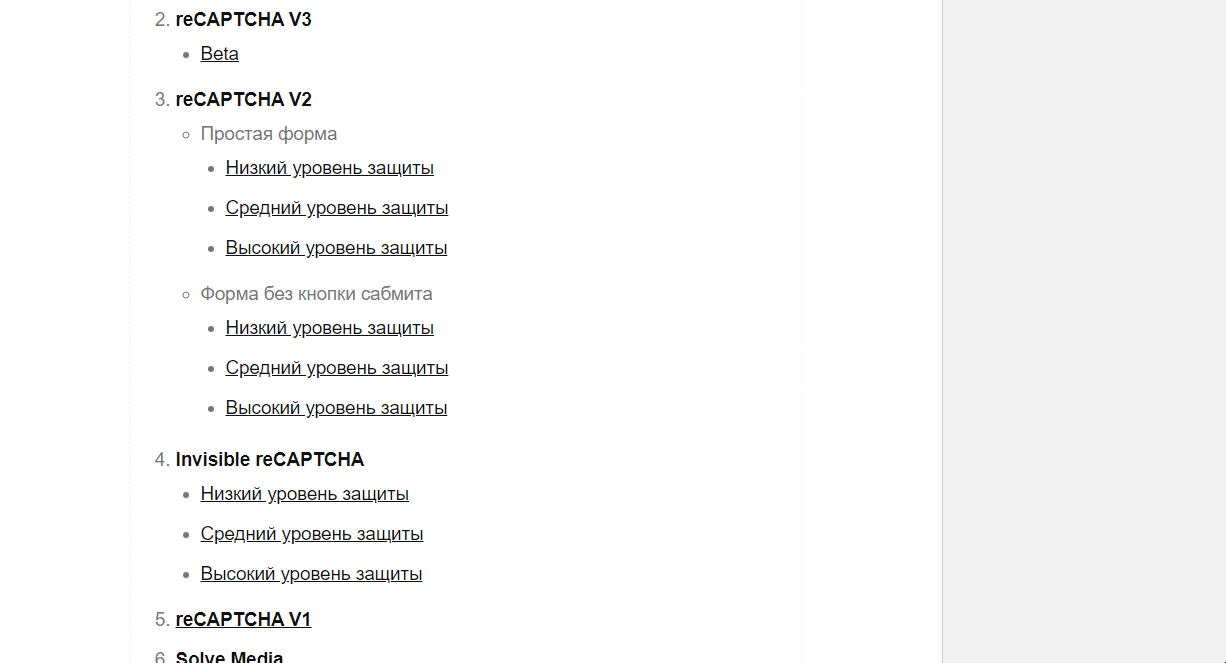 2. reCAPTCHA V3
Beta
3. reCAPTCHA V2
Простая форма
Низкий уровень защиты
Средний уровень защиты
Высокий уровень защиты
Форма без кнопки сабмита
Низкий уровень защиты
Средний уровень защиты
Высокий уровень защиты
4. Invisible reCAPTCHA
Низкий уровень защиты
Средний уровень защиты
Высокий уровень защиты
5. reCAPTCHA V1
6. Solve Media